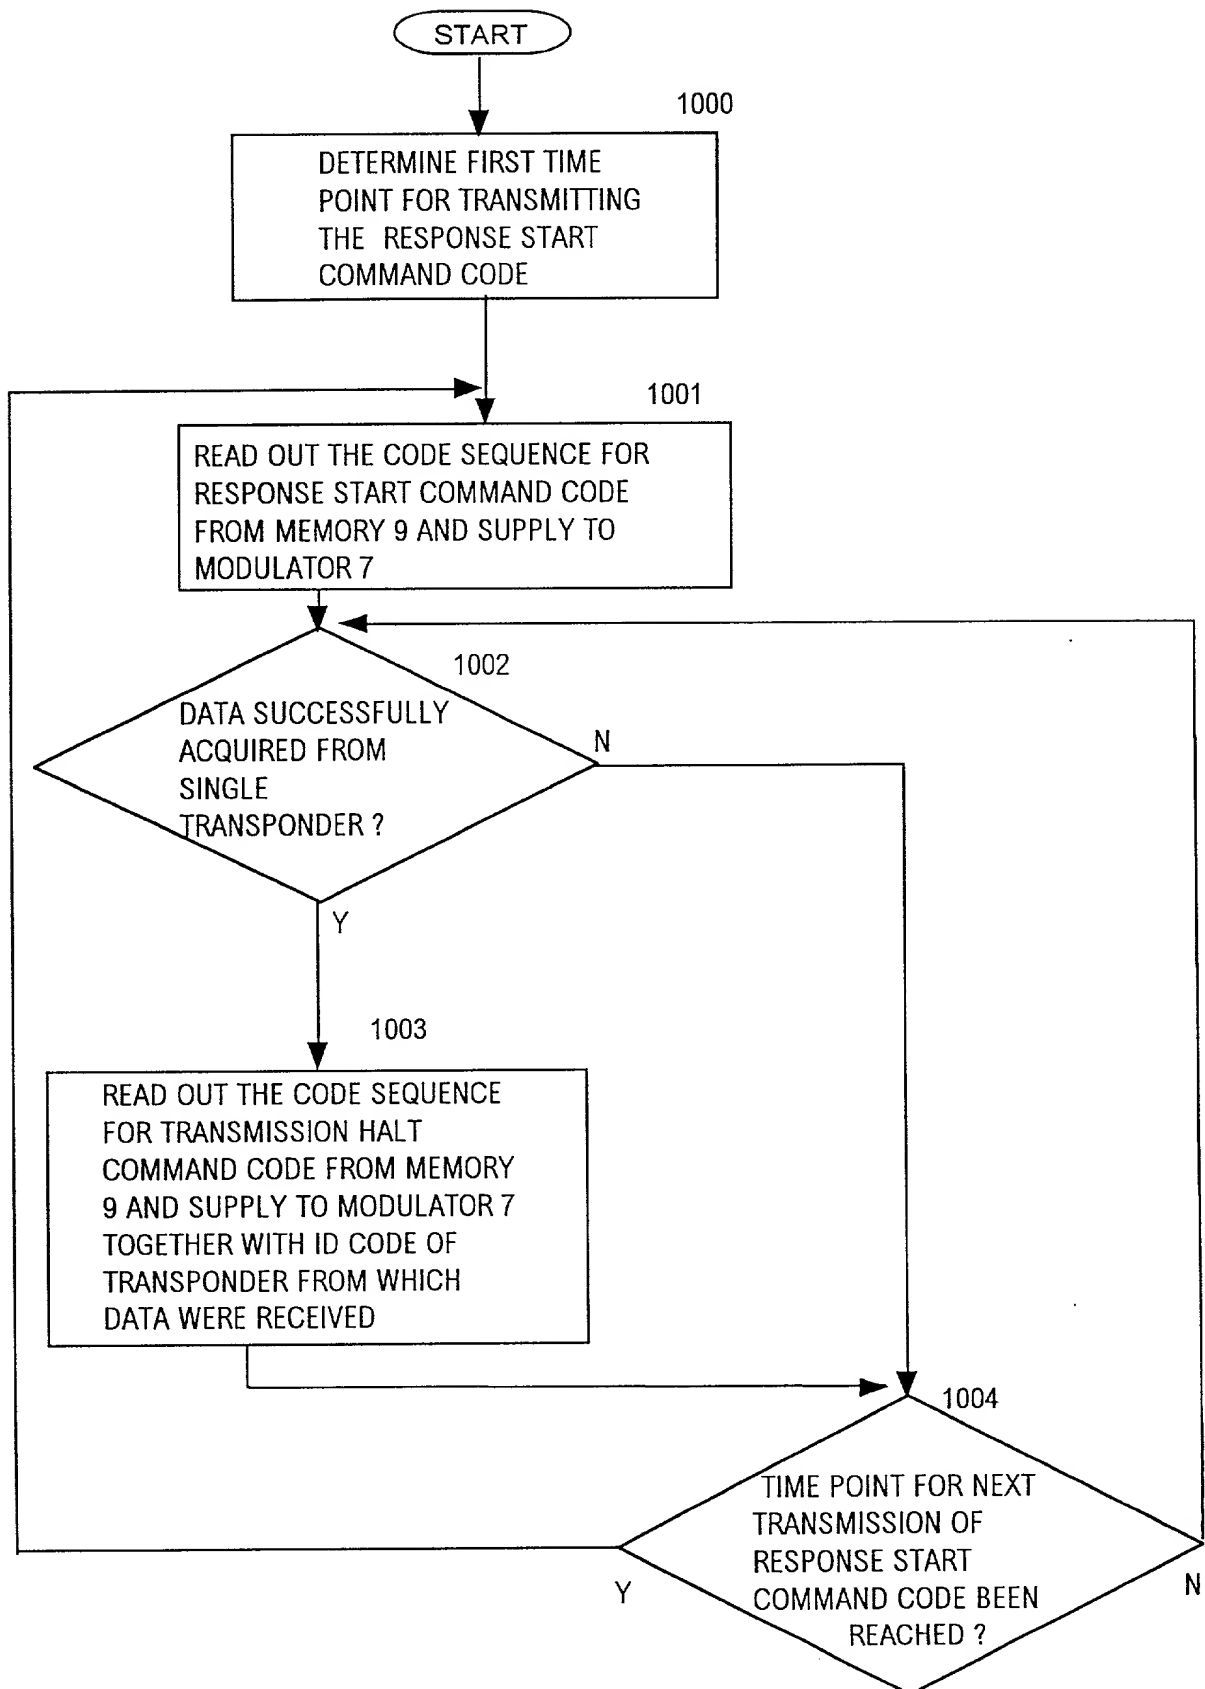 START
1000
DETERMINE FIRST TIME
POINT FOR TRANSMITTING
THE RESPONSE START
COMMAND CODE
1001
READ OUT THE CODE SEQUENCE FOR
RESPONSE START COMMAND CODE
FROM MEMORY 9 AND SUPPLY TO
MODULATOR 7
1002
DATA SUCCESSFULLY
ACQUIRED FROM
SINGLE
TRANSPONDER ?
N
Y
1003
READ OUT THE CODE SEQUENCE
FOR TRANSMISSION HALT
COMMAND CODE FROM MEMORY
9 AND SUPPLY TO MODULATOR 7
TOGETHER WITH ID CODE OF
TRANSPONDER FROM WHICH
DATA WERE RECEIVED
1004
TIME POINT FOR NEXT
TRANSMISSION OF
RESPONSE START
COMMAND CODE BEEN
REACHED ?
Y
N